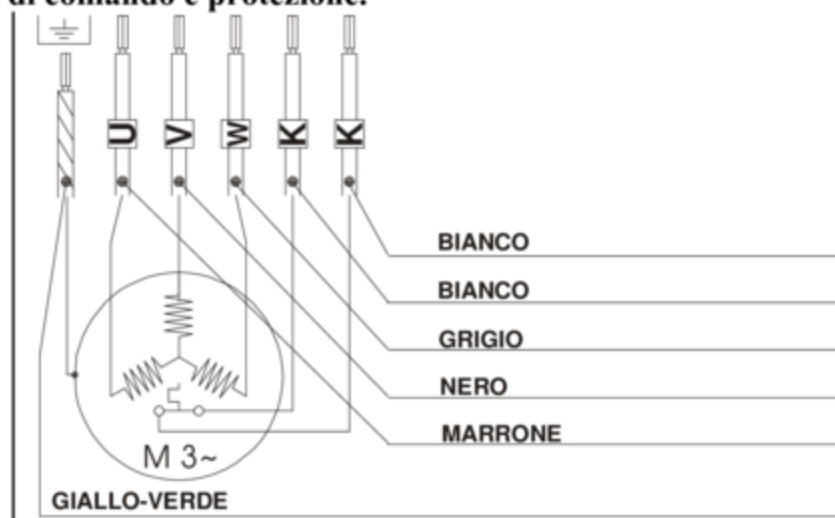 di comando e protezione.
U V W K K
BIANCO
BIANCO
GRIGIO
NERO
MARRONE
M 3~
GIALLO-VERDE